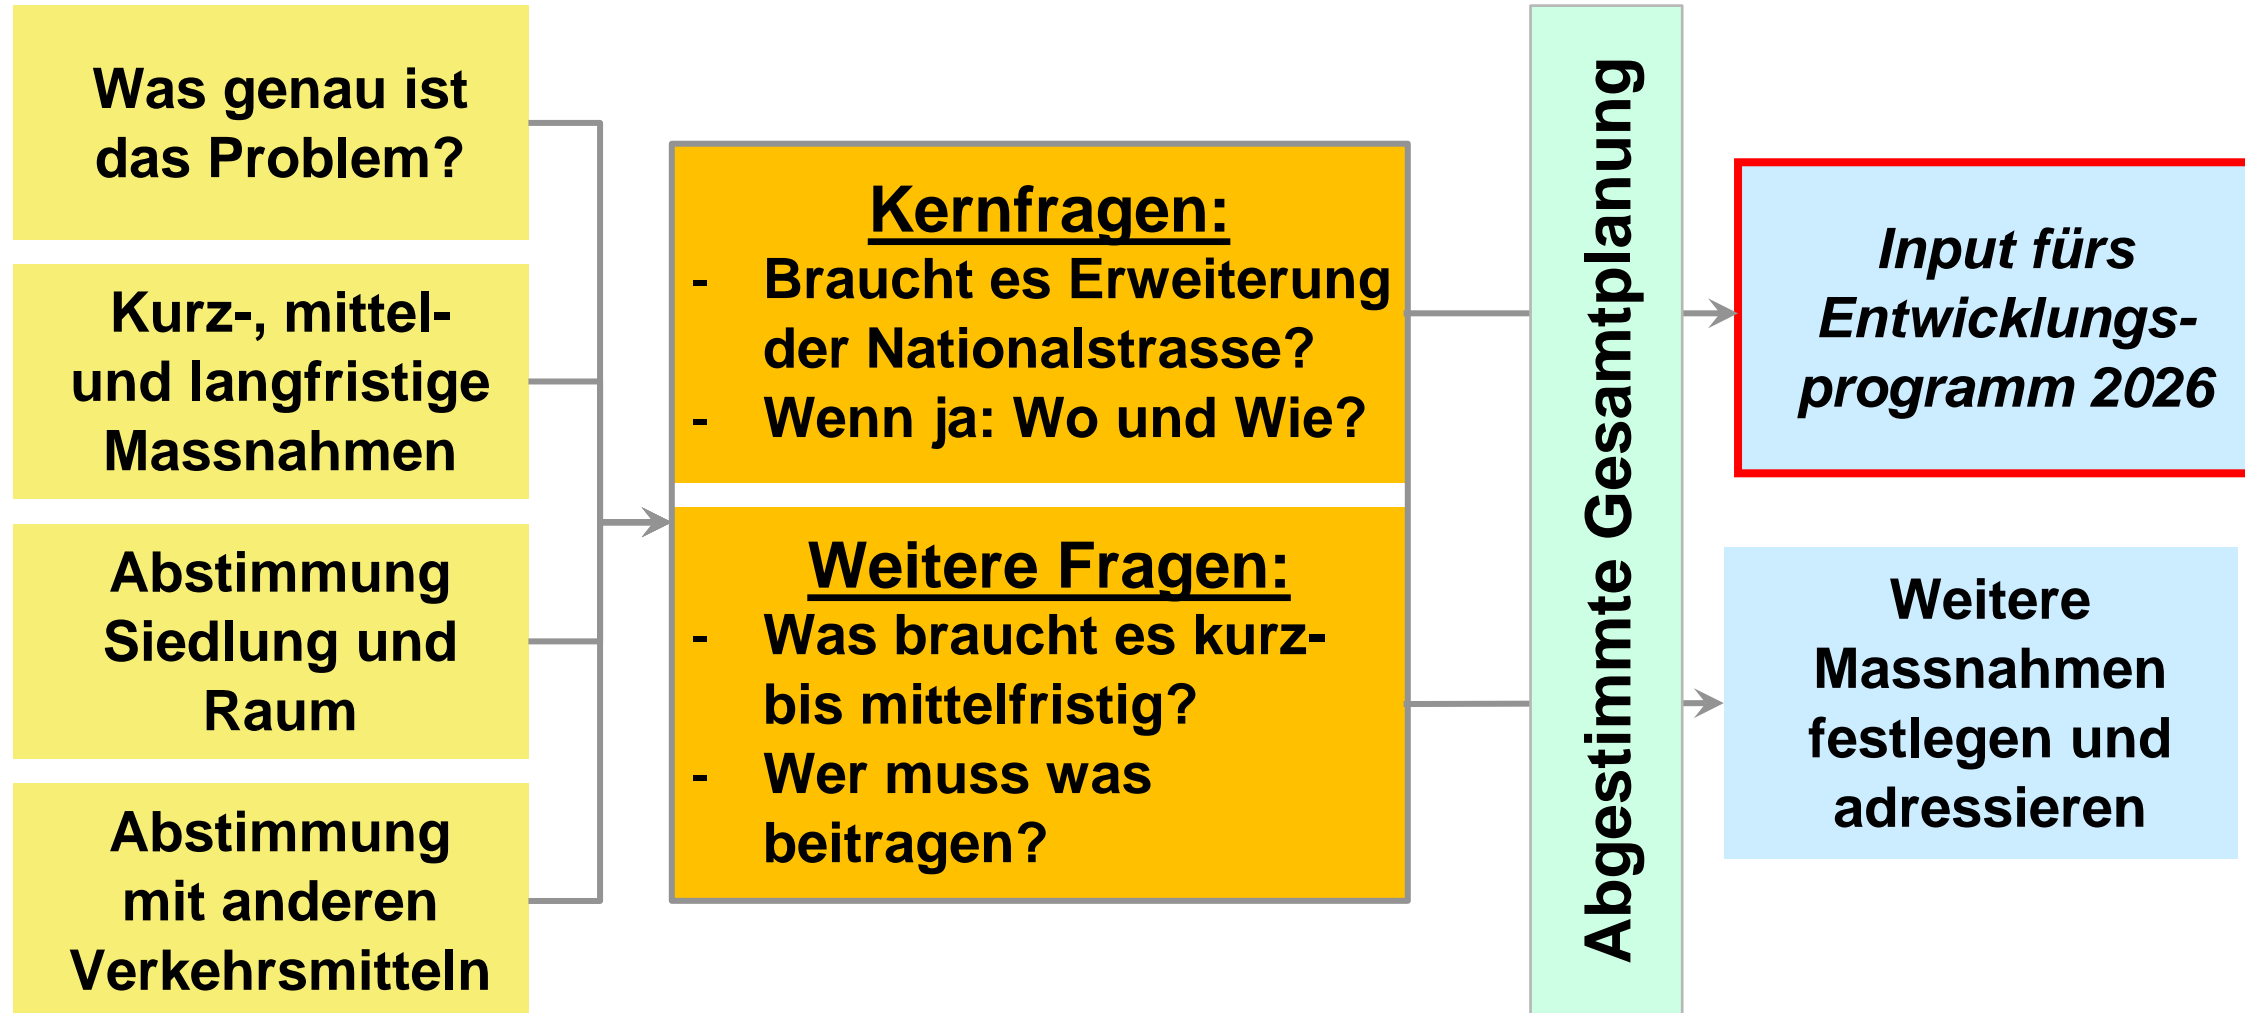 Was genau ist
das Problem?
Kurz-, mittel-
und langfristige
Massnahmen
Abstimmung
Siedlung und
Raum
Abstimmung
mit anderen
Verkehrsmitteln
Kernfragen:
- Braucht es Erweiterung
der Nationalstrasse?
- Wenn ja: Wo und Wie?
Weitere Fragen:
- Was braucht es kurz-
bis mittelfristig?
- Wer muss was
beitragen?
Abgestimmte Gesamtplanung
Input fürs
Entwicklungs-
programm 2026
Weitere
Massnahmen
festlegen und
adressieren